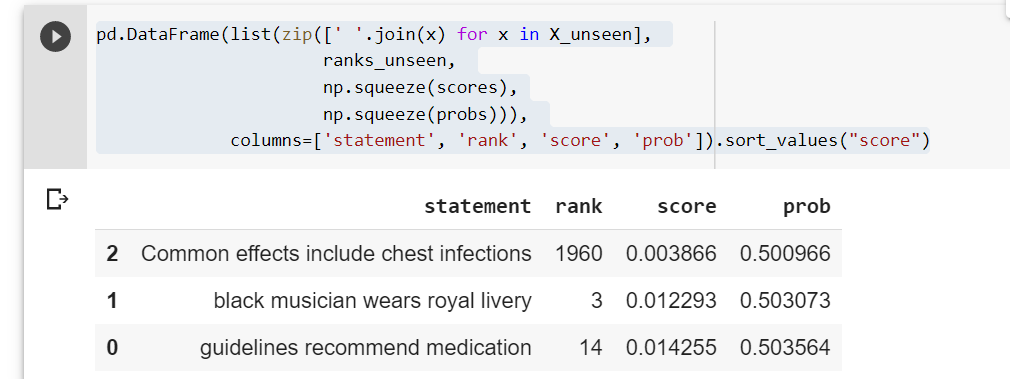 pd.DataFrame(list(zip([' '.join(x) for x in X_unseen],
ranks_unseen,
np.squeeze(scores),
np.squeeze(probs))),
columns=['statement', 'rank', 'score', 'prob']).sort_values("score")
statement rank score prob
2 Common effects include chest infections 1960 0.003866 0.500966
1 black musician wears royal livery 3 0.012293 0.503073
0 guidelines recommend medication 14 0.014255 0.503564